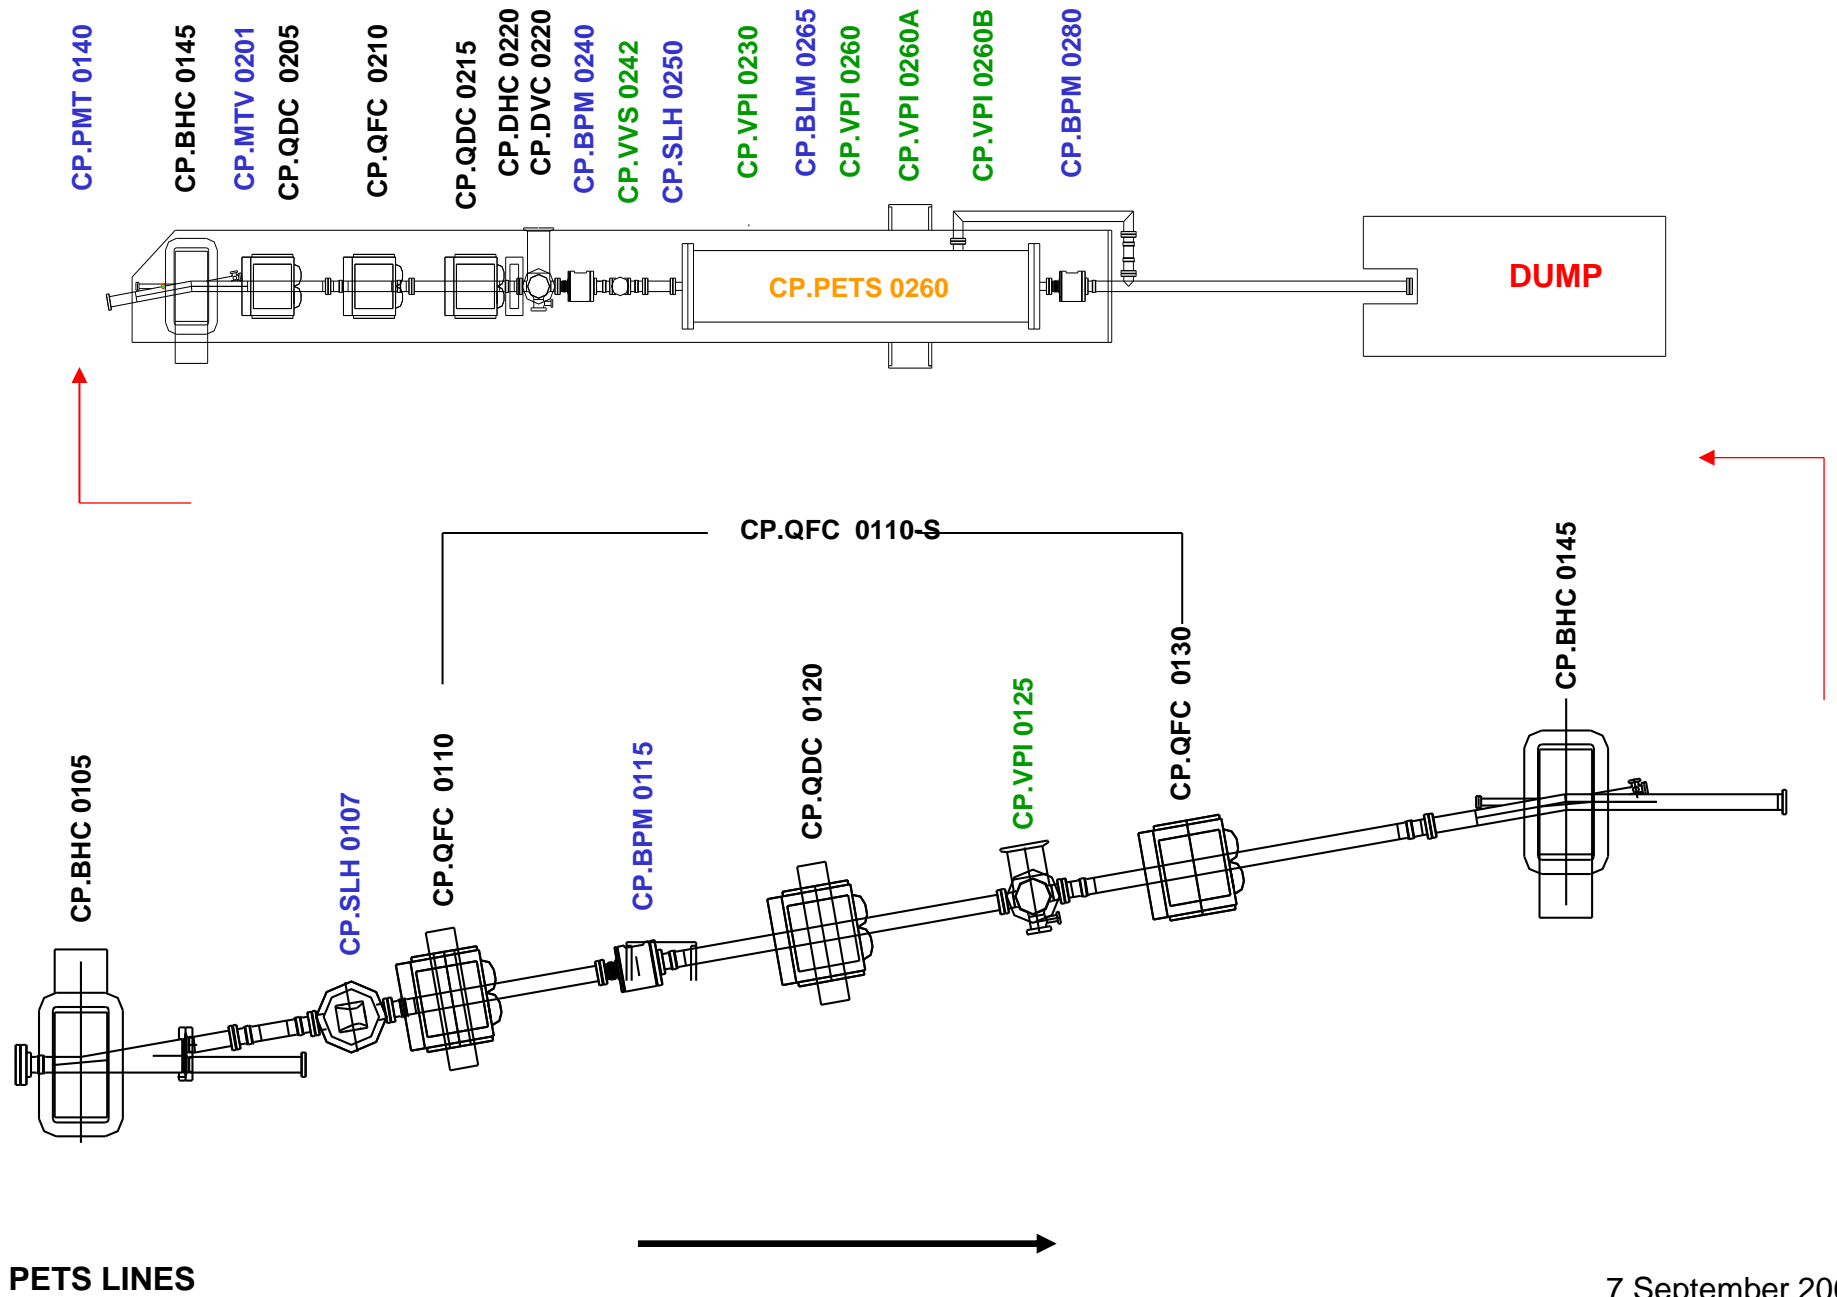 CP.PMT 0140
CP.BHC 0145
CP.MTV 0201
CP.QDC 0205
CP.QFC 0210
CP.QDC 0215
CP.DHC 0220
CP.DVC 0220
CP.BPM 0240
CP.VVS 0242
CP.SLH 0250
CP.VPI 0230
CP.BLM 0265
CP.VPI 0260
CP.VPI 0260A
CP.VPI 0260B
CP.BPM 0280
CP.PETS 0260
DUMP
CP.QFC 0110-S
CP.BHC 0105
CP.SLH 0107
CP.QFC 0110
CP.BPM 0115
CP.QDC 0120
CP.VPI 0125
CP.QFC 0130
CP.BHC 0145
PETS LINES
7 September